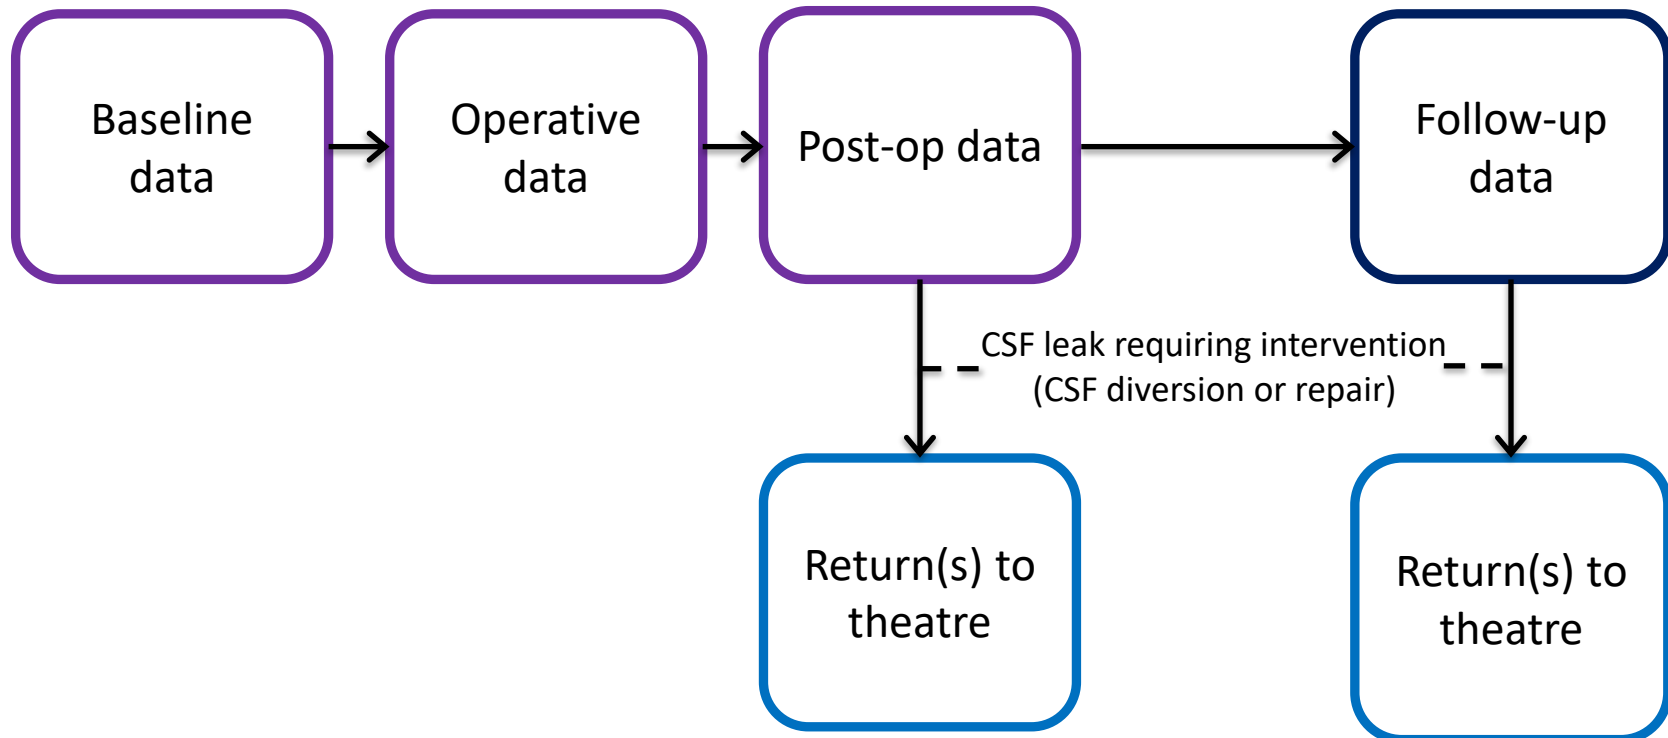 Baseline
data
Operative
data
Post-op data
Follow-up
data
CSF leak requiring intervention
(CSF diversion or repair)
Return(s) to
theatre
Return(s) to
theatre